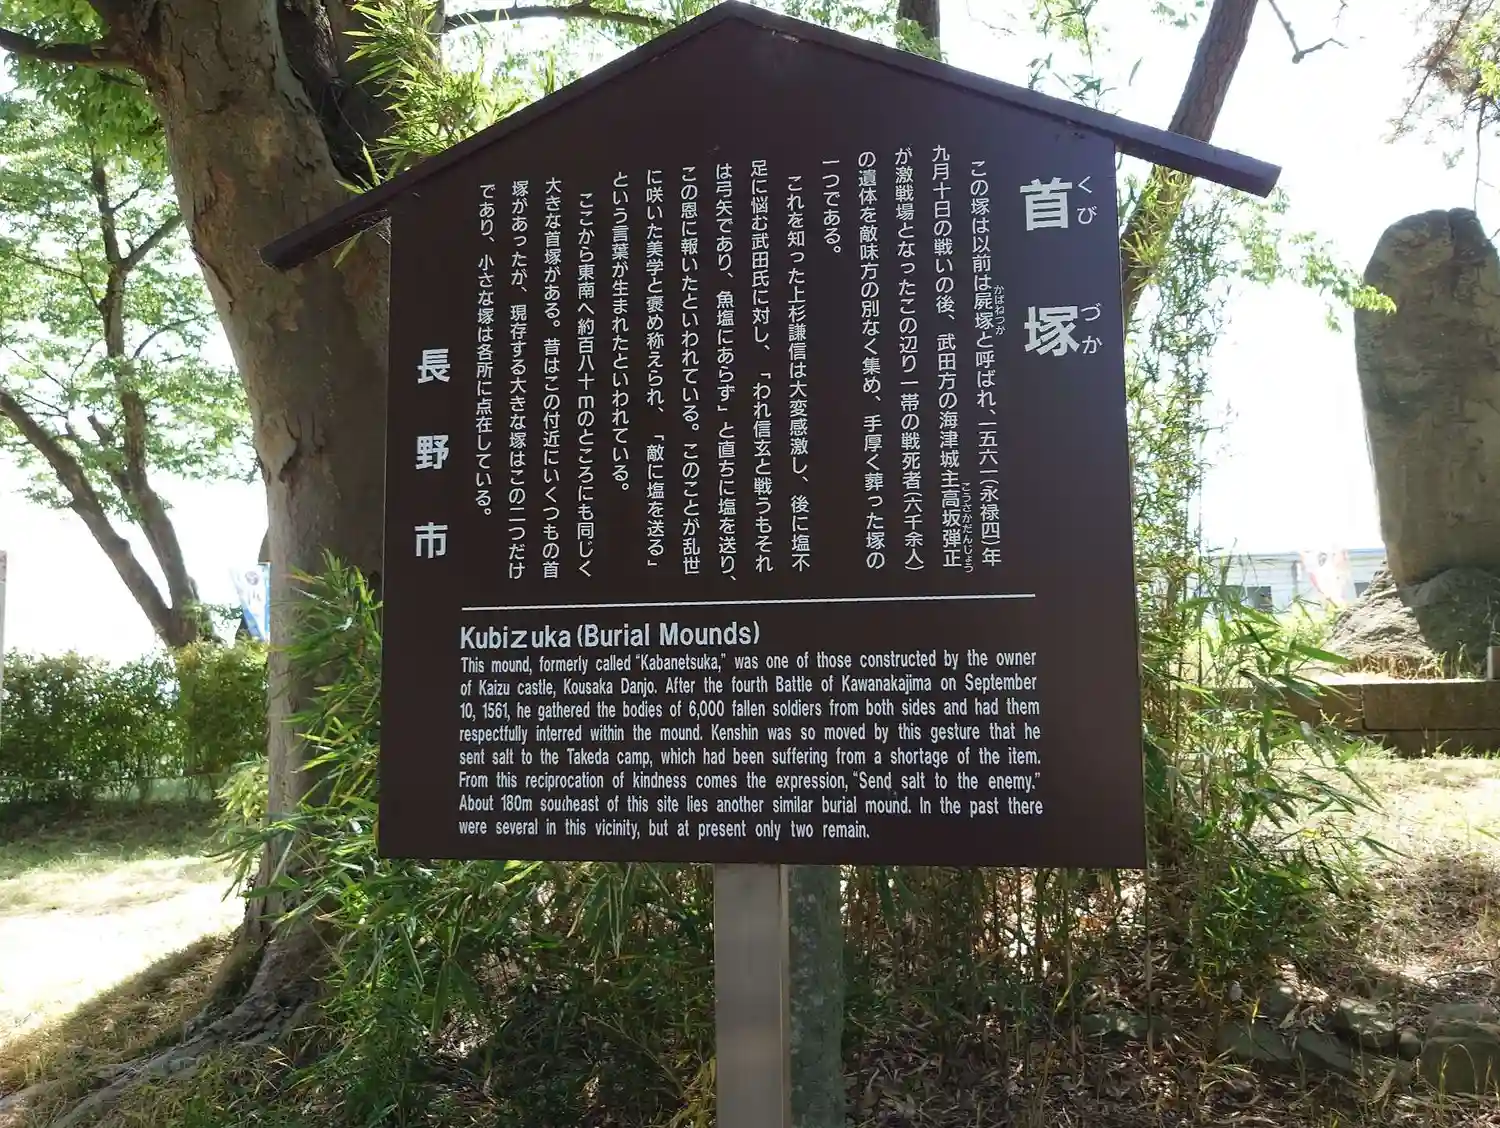 首塚
くびづか
この塚は以前は屍塚と呼ばれ、一五六一(永禄四)年
かばねつか
九月十日の戦いの後、武田方の海津城主高坂弾正
こうさかだんじょう
が激戦場となったこの辺り一帯の戦死者(六千余人)
の遺体を敵味方の別なく集め、手厚く葬った塚の
一つである。
これを知った上杉謙信は大変感激し、後に塩不
足に悩む武田氏に対し、「われ信玄と戦うもそれ
は弓矢であり、魚塩にあらず」と直ちに塩を送り、
この恩に報いたといわれている。このことが乱世
に咲いた美学と褒め称えられ、「敵に塩を送る」
という言葉が生まれたといわれている。
ここから東南へ約百八十mのところにも同じく
大きな首塚がある。昔はこの付近にいくつもの首
塚があったが、現存する大きな塚はこの二つだけ
であり、小さな塚は各所に点在している。
長野市
Kubizuka (Burial Mounds)
This mound, formerly called "Kabanetsuka," was one of those constructed by the owner
of Kaizu castle, Kousaka Danjo. After the fourth Battle of Kawanakajima on September
10, 1561, he gathered the bodies of 6,000 fallen soldiers from both sides and had them
respectfully interred within the mound. Kenshin was so moved by this gesture that he
sent salt to the Takeda camp, which had been suffering from a shortage of the item.
From this reciprocation of kindness comes the expression, "Send salt to the enemy."
About 180m southeast of this site lies another similar burial mound. In the past there
were several in this vicinity, but at present only two remain.